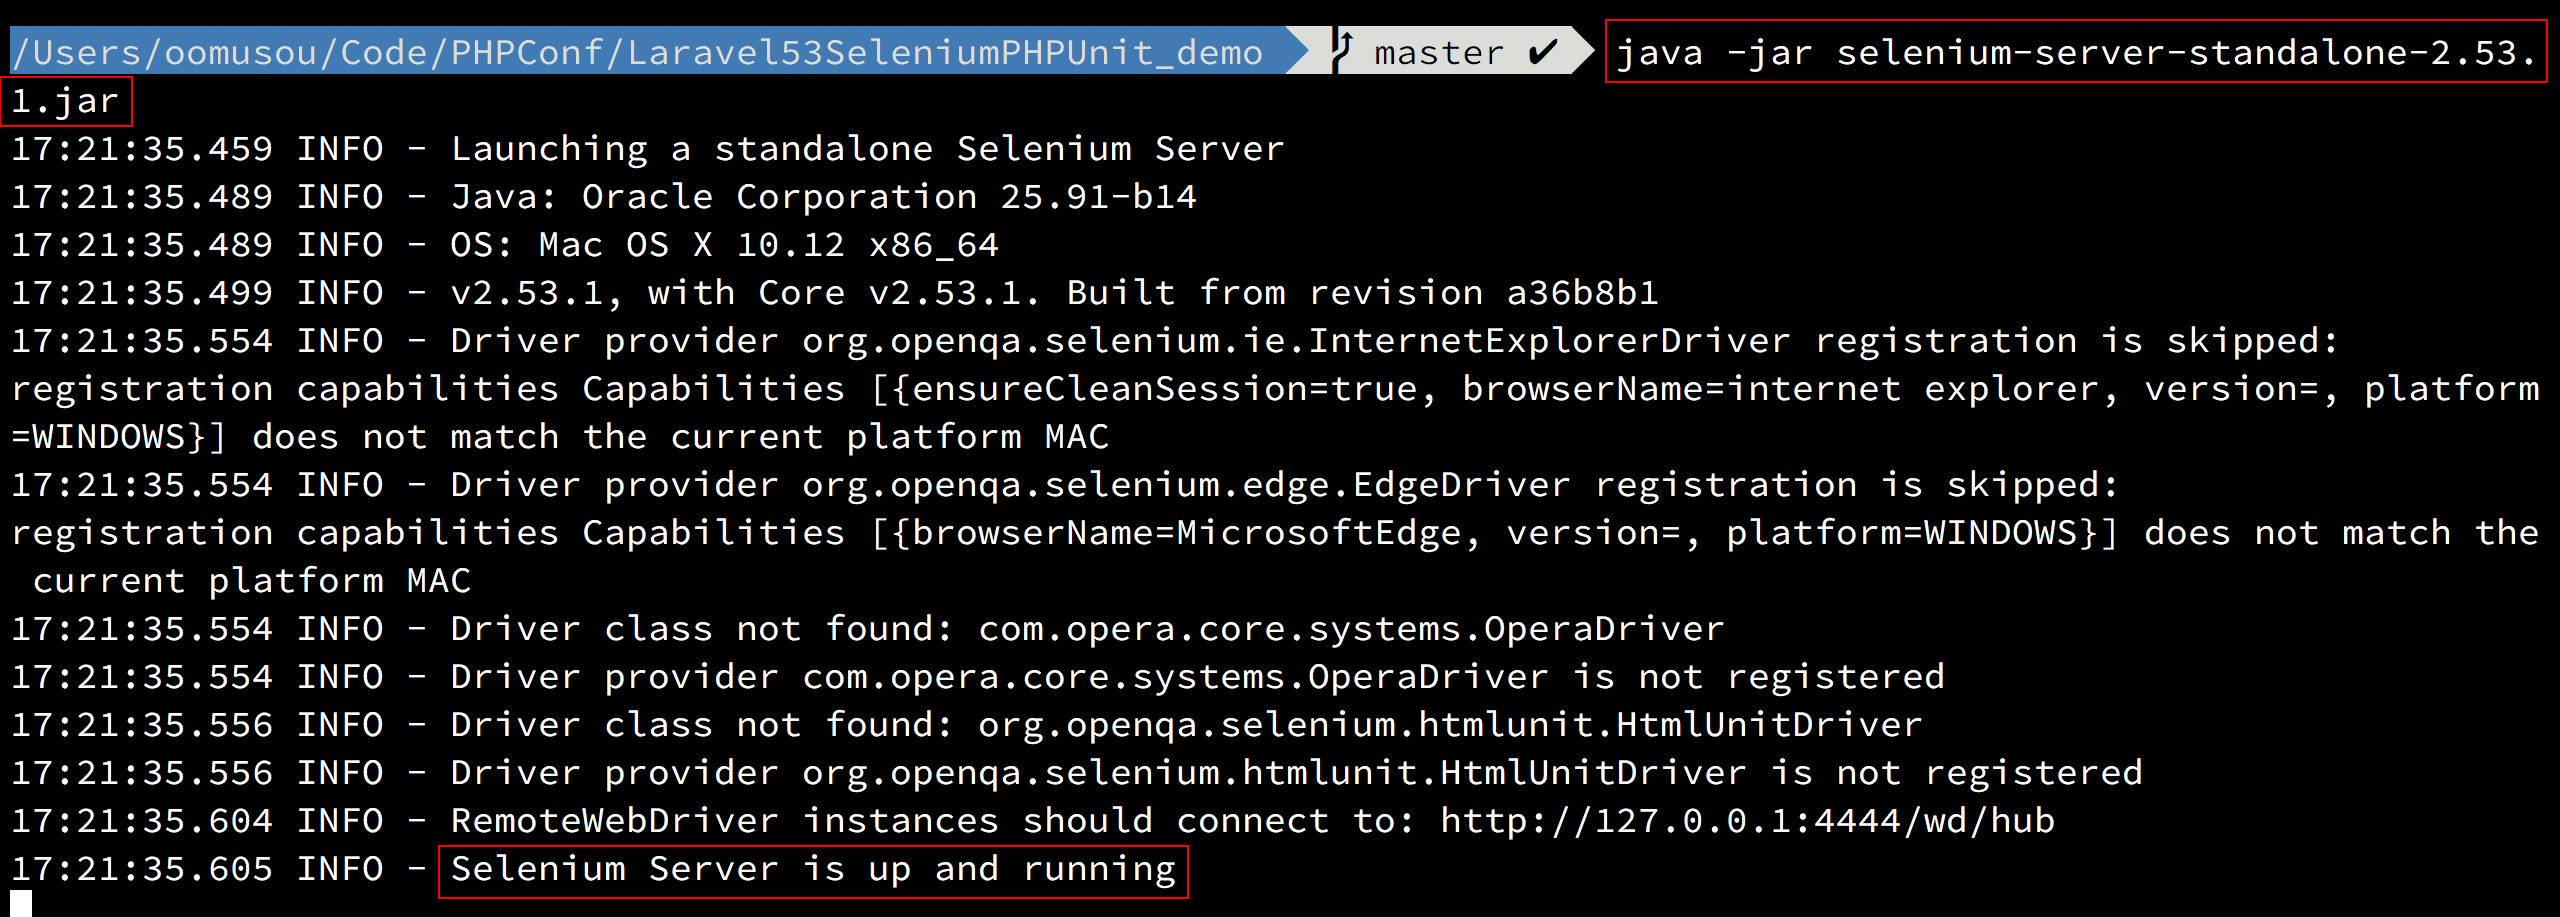 /Users/oomusou/Code/PHPConf/Laravel53SeleniumPHPUnit_demo master ✔ java -jar selenium-server-standalone-2.53.
1.jar
17:21:35.459 INFO - Launching a standalone Selenium Server
17:21:35.489 INFO - Java: Oracle Corporation 25.91-b14
17:21:35.489 INFO - OS: Mac OS X 10.12 x86_64
17:21:35.499 INFO - v2.53.1, with Core v2.53.1. Built from revision a36b8b1
17:21:35.554 INFO - Driver provider org.openqa.selenium.ie.InternetExplorerDriver registration is skipped:
registration capabilities Capabilities [{ensureCleanSession=true, browserName=internet explorer, version=, platform
=WINDOWS}] does not match the current platform MAC
17:21:35.554 INFO - Driver provider org.openqa.selenium.edge.EdgeDriver registration is skipped:
registration capabilities Capabilities [{browserName=MicrosoftEdge, version=, platform=WINDOWS}] does not match the
 current platform MAC
17:21:35.554 INFO - Driver class not found: com.opera.core.systems.OperaDriver
17:21:35.554 INFO - Driver provider com.opera.core.systems.OperaDriver is not registered
17:21:35.556 INFO - Driver class not found: org.openqa.selenium.htmlunit.HtmlUnitDriver
17:21:35.556 INFO - Driver provider org.openqa.selenium.htmlunit.HtmlUnitDriver is not registered
17:21:35.604 INFO - RemoteWebDriver instances should connect to: http://127.0.0.1:4444/wd/hub
17:21:35.605 INFO - Selenium Server is up and running